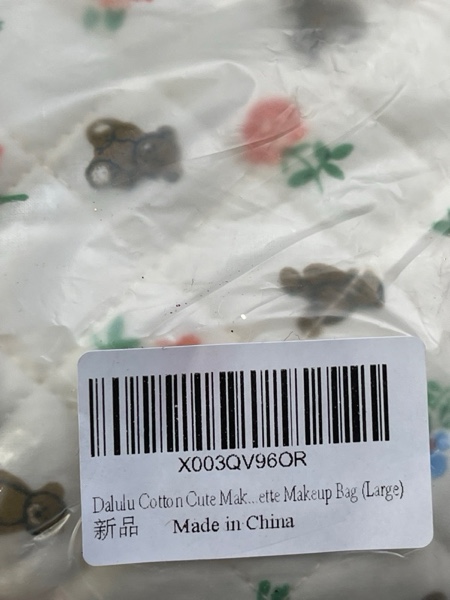 X003QV96OR
Dalulu Cotton Cute Mak...ette Makeup Bag (Large)
新品 Made in China